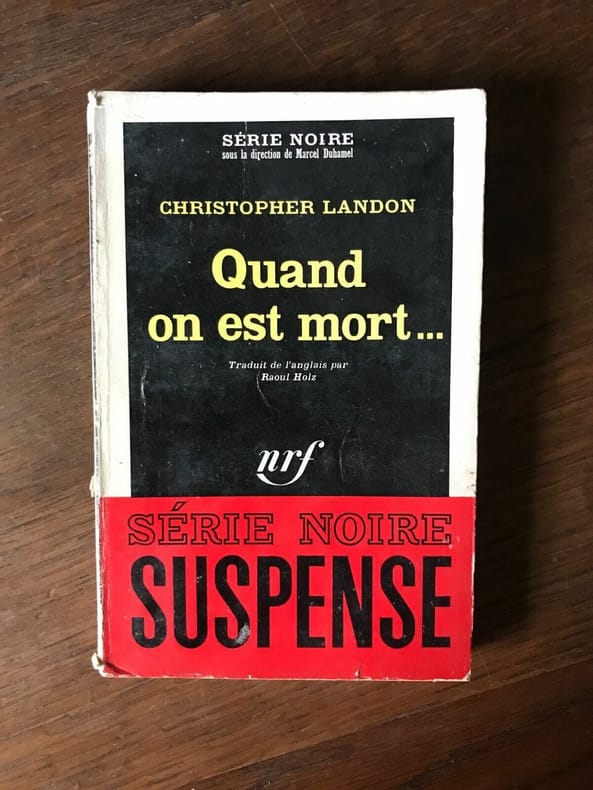 SÉRIE NOIRE
sous la direction de Marcel Duhamel
CHRISTOPHER LANDON
Quand
on est mort...
Traduit de l'anglais par
Raoul Holz
nrf
SÉRIE NOIRE
SUSPENSE